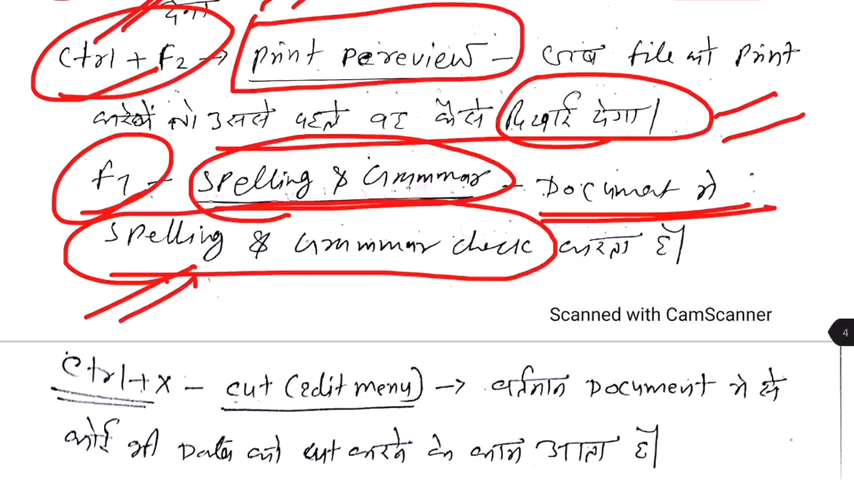 देगा
Ctrl + F2 → Print Pereview - जब file को Print
करेंगे तो उससे पहले वह कैसे दिखाई देगा।
F7 - Spelling & Grammar - Document में
Spelling & Grammar check करता है।
Scanned with CamScanner
4
Ctrl+X - cut (edit menu) → वर्तमान Document में से
कोई भी Data को cut करने के काम आता है।